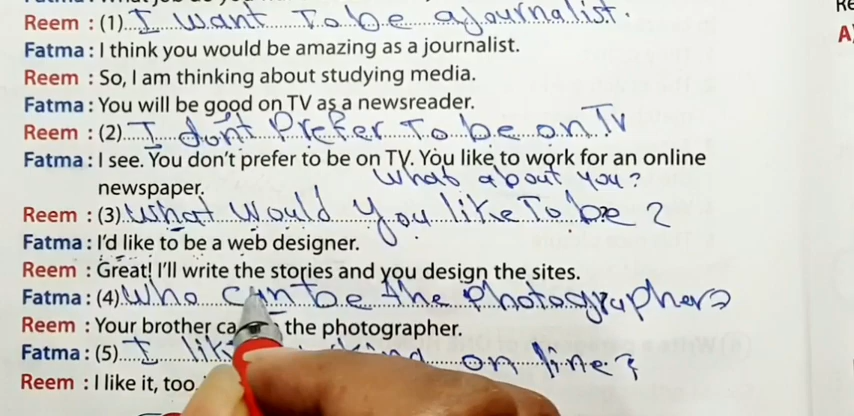 Reem : (1) I want To be a journalist.
Fatma : I think you would be amazing as a journalist.
Reem : So, I am thinking about studying media.
Fatma : You will be good on TV as a newsreader.
Reem : (2) I don't Prefer To be on Tv
Fatma : I see. You don't prefer to be on TV. You like to work for an online
newspaper.
What about you?
Reem : (3) What would you like To be ?
Fatma : I'd like to be a web designer.
Reem : Great! I'll write the stories and you design the sites.
Fatma : (4) Who can be the photographer?
Reem : Your brother ca the photographer.
Fatma : (5) I on line
Reem : I like it, too.
Re
A